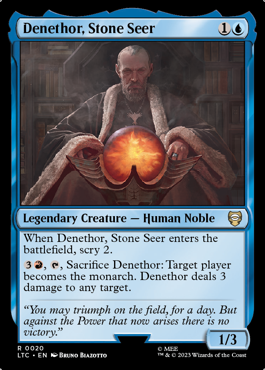 Denethor, Stone Seer 1
Legendary Creature — Human Noble
When Denethor, Stone Seer enters the
battlefield, scry 2.
3, , Sacrifice Denethor: Target player
becomes the monarch. Denethor deals 3
damage to any target.
“You may triumph on the field, for a day. But
against the Power that now arises there is no
victory.”
1/3
R 0020
LTC • EN BRUNO BIAZOTTO
© MEE
™ & © 2023 Wizards of the Coast